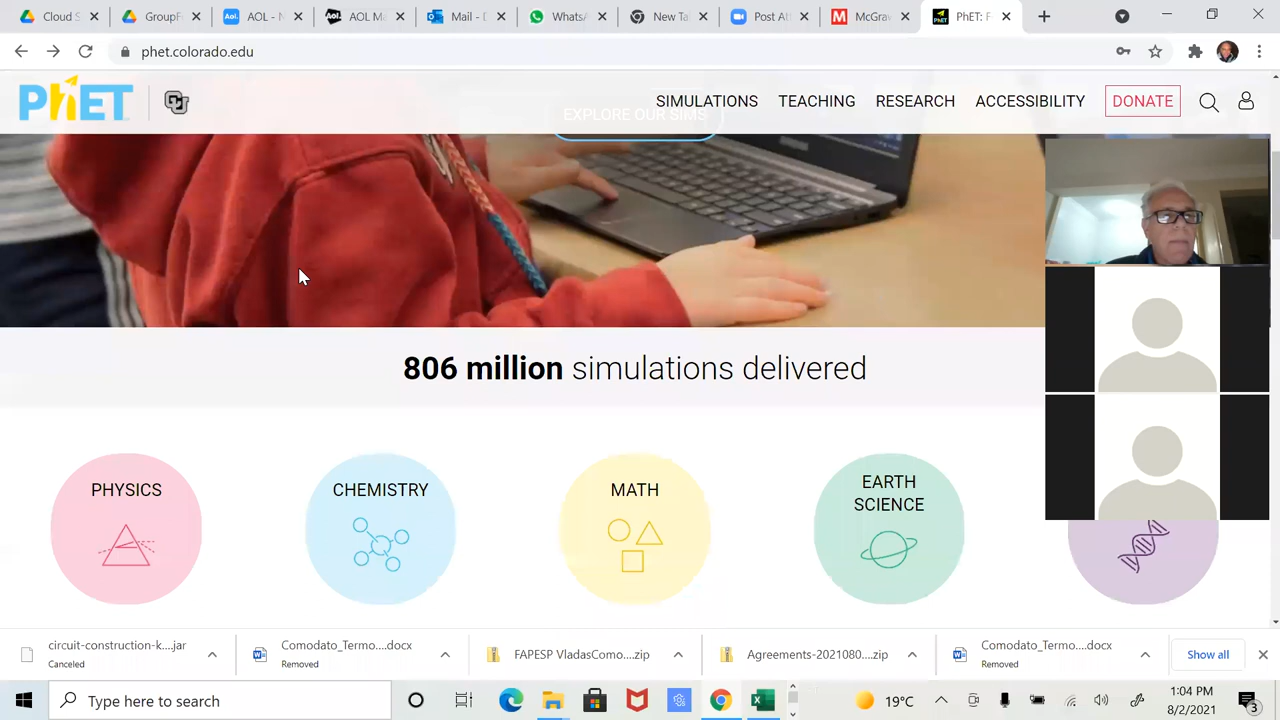 Clod S
GroupF
AOL - N
AOL M
Mail - D
WhatsA
New Ta
Post At
McGrav
PhET: F
phet.colorado.edu
PhET
SIMULATIONS
TEACHING
RESEARCH
ACCESSIBILITY
DONATE
EXPLORE OUR SIMS
806 million simulations delivered
PHYSICS
CHEMISTRY
MATH
EARTH
SCIENCE
circuit-construction-k....jar
Canceled
Comodato_Termo....docx
Removed
FAPESP VladasComo....zip
Agreements-2021080....zip
Comodato_Termo....docx
Removed
Show all
Type here to search
19°C
1:04 PM
8/2/2021
3